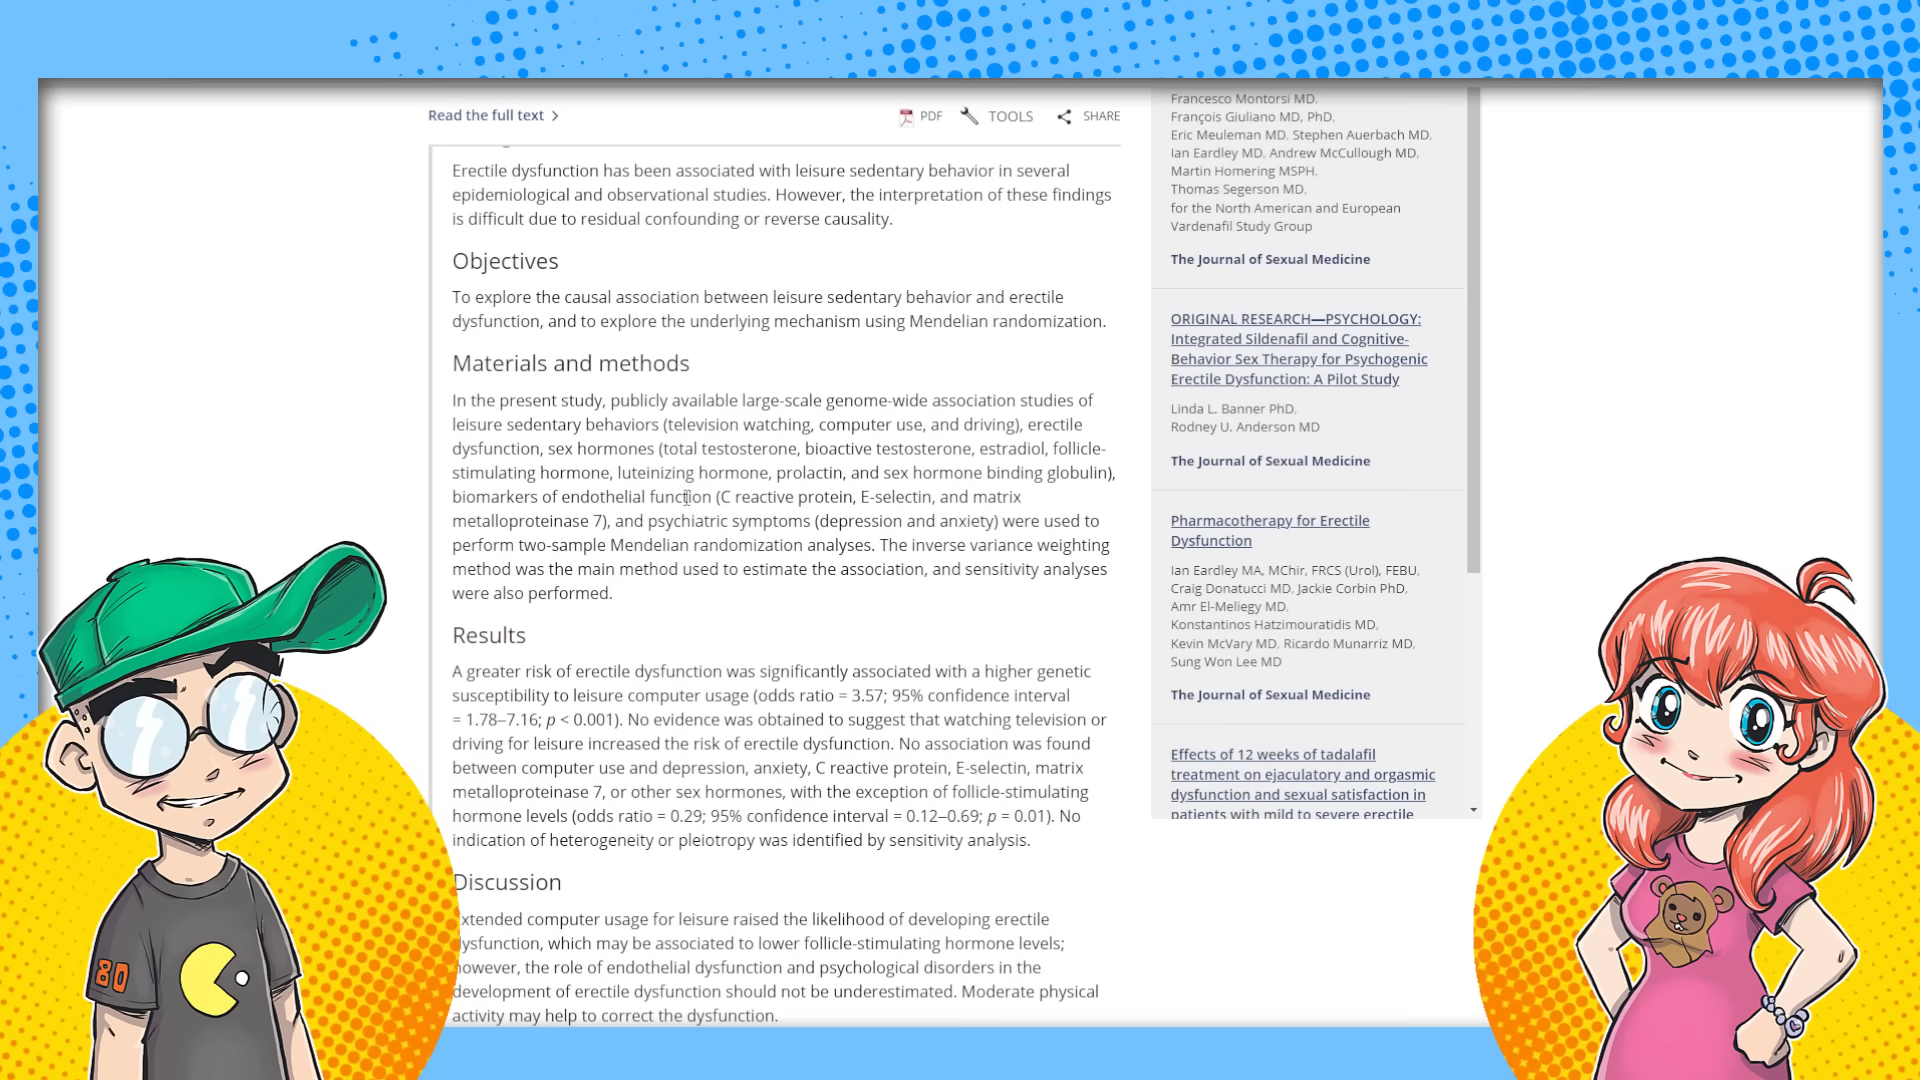 Read the full text
PDF
TOOLS
SHARE
Erectile dysfunction has been associated with leisure sedentary behavior in several
epidemiological and observational studies. However, the interpretation of these findings
is difficult due to residual confounding or reverse causality.
Objectives
To explore the causal association between leisure sedentary behavior and erectile
dysfunction, and to explore the underlying mechanism using Mendelian randomization.
Materials and methods
In the present study, publicly available large-scale genome-wide association studies of
leisure sedentary behaviors (television watching, computer use, and driving), erectile
dysfunction, sex hormones (total testosterone, bioactive testosterone, estradiol, follicle-
stimulating hormone, luteinizing hormone, prolactin, and sex hormone binding globulin),
biomarkers of endothelial function (C reactive protein, E-selectin, and matrix
metalloproteinase 7), and psychiatric symptoms (depression and anxiety) were used to
perform two-sample Mendelian randomization analyses. The inverse variance weighting
method was the main method used to estimate the association, and sensitivity analyses
were also performed.
Results
A greater risk of erectile dysfunction was significantly associated with a higher genetic
susceptibility to leisure computer usage (odds ratio = 3.57; 95% confidence interval
= 1.78–7.16; p < 0.001). No evidence was obtained to suggest that watching television or
driving for leisure increased the risk of erectile dysfunction. No association was found
between computer use and depression, anxiety, C reactive protein, E-selectin, matrix
metalloproteinase 7, or other sex hormones, with the exception of follicle-stimulating
hormone levels (odds ratio = 0.29; 95% confidence interval = 0.12–0.69; p = 0.01). No
indication of heterogeneity or pleiotropy was identified by sensitivity analysis.
Discussion
xtended computer usage for leisure raised the likelihood of developing erectile
ysfunction, which may be associated to lower follicle-stimulating hormone levels;
however, the role of endothelial dysfunction and psychological disorders in the
development of erectile dysfunction should not be underestimated. Moderate physical
activity may help to correct the dysfunction.
Francesco Montorsi MD,
François Giuliano MD, PhD,
Eric Meuleman MD, Stephen Auerbach MD,
Ian Eardley MD, Andrew McCullough MD,
Martin Homering MSPH,
Thomas Segerson MD,
for the North American and European
Vardenafil Study Group
The Journal of Sexual Medicine
ORIGINAL RESEARCH—PSYCHOLOGY:
Integrated Sildenafil and Cognitive-
Behavior Sex Therapy for Psychogenic
Erectile Dysfunction: A Pilot Study
Linda L. Banner PhD,
Rodney U. Anderson MD
The Journal of Sexual Medicine
Pharmacotherapy for Erectile
Dysfunction
Ian Eardley MA, MChir, FRCS (Urol), FEBU,
Craig Donatucci MD, Jackie Corbin PhD,
Amr El-Meliegy MD,
Konstantinos Hatzimouratidis MD,
Kevin McVary MD, Ricardo Munarriz MD,
Sung Won Lee MD
The Journal of Sexual Medicine
Effects of 12 weeks of tadalafil
treatment on ejaculatory and orgasmic
dysfunction and sexual satisfaction in
patients with mild to severe erectile
80